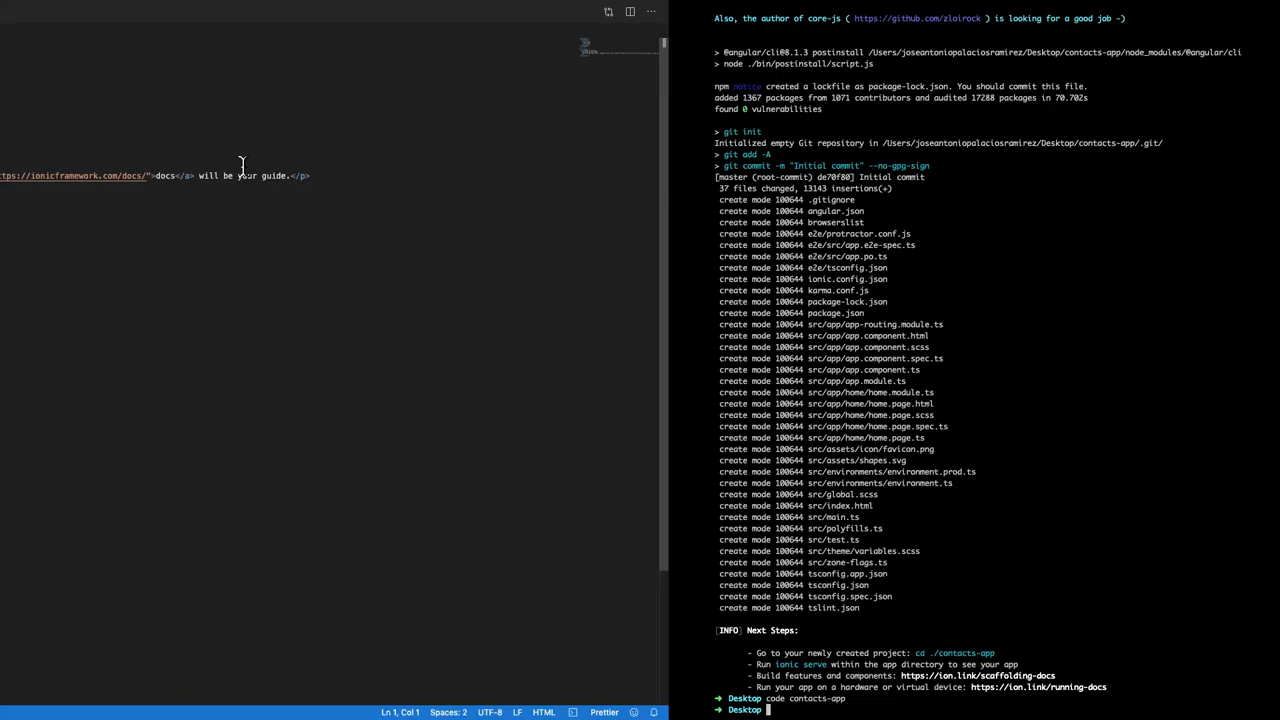 ttps://ionicframework.com/docs/">docs</a> will be your guide.</p>
Ln 1, Col 1 Spaces: 2 UTF-8 LF HTML Prettier
Also, the author of core-js ( https://github.com/zloirock ) is looking for a good job -)
> @angular/cli@8.1.3 postinstall /Users/joseantoniopalaciosramirez/Desktop/contacts-app/node_modules/@angular/cli
> node ./bin/postinstall/script.js
npm notice created a lockfile as package-lock.json. You should commit this file.
added 1367 packages from 1071 contributors and audited 17288 packages in 70.702s
found 0 vulnerabilities
> git init
Initialized empty Git repository in /Users/joseantoniopalaciosramirez/Desktop/contacts-app/.git/
> git add -A
> git commit -m "Initial commit" --no-gpg-sign
[master (root-commit) de70f80] Initial commit
37 files changed, 13143 insertions(+)
create mode 100644 .gitignore
create mode 100644 angular.json
create mode 100644 browserslist
create mode 100644 e2e/protractor.conf.js
create mode 100644 e2e/src/app.e2e-spec.ts
create mode 100644 e2e/src/app.po.ts
create mode 100644 e2e/tsconfig.json
create mode 100644 ionic.config.json
create mode 100644 karma.conf.js
create mode 100644 package-lock.json
create mode 100644 package.json
create mode 100644 src/app/app-routing.module.ts
create mode 100644 src/app/app.component.html
create mode 100644 src/app/app.component.scss
create mode 100644 src/app/app.component.spec.ts
create mode 100644 src/app/app.component.ts
create mode 100644 src/app/app.module.ts
create mode 100644 src/app/home/home.module.ts
create mode 100644 src/app/home/home.page.html
create mode 100644 src/app/home/home.page.scss
create mode 100644 src/app/home/home.page.spec.ts
create mode 100644 src/app/home/home.page.ts
create mode 100644 src/assets/icon/favicon.png
create mode 100644 src/assets/shapes.svg
create mode 100644 src/environments/environment.prod.ts
create mode 100644 src/environments/environment.ts
create mode 100644 src/global.scss
create mode 100644 src/index.html
create mode 100644 src/main.ts
create mode 100644 src/polyfills.ts
create mode 100644 src/test.ts
create mode 100644 src/theme/variables.scss
create mode 100644 src/zone-flags.ts
create mode 100644 tsconfig.app.json
create mode 100644 tsconfig.json
create mode 100644 tsconfig.spec.json
create mode 100644 tslint.json
[INFO] Next Steps:
- Go to your newly created project: cd ./contacts-app
- Run ionic serve within the app directory to see your app
- Build features and components: https://ion.link/scaffolding-docs
- Run your app on a hardware or virtual device: https://ion.link/running-docs
➜ Desktop code contacts-app
➜ Desktop